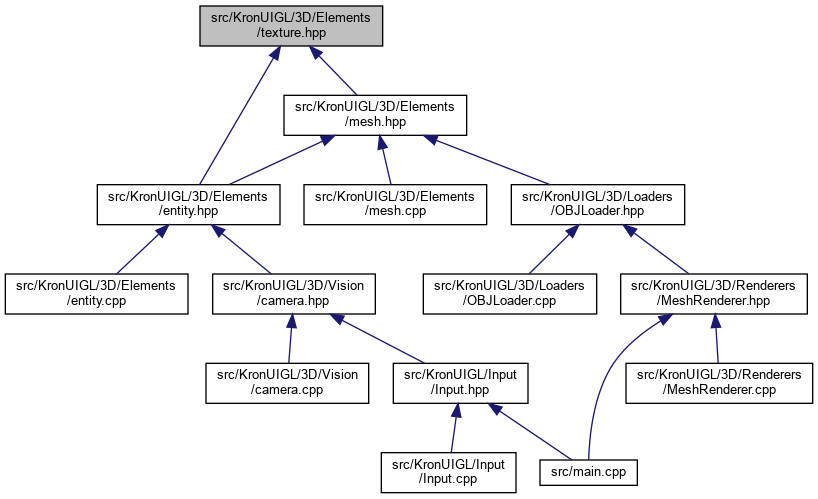 src/KronUIGL/3D/Elements
/texture.hpp
src/KronUIGL/3D/Elements
/mesh.hpp
src/KronUIGL/3D/Elements
/entity.hpp
src/KronUIGL/3D/Elements
/mesh.cpp
src/KronUIGL/3D/Loaders
/OBJLoader.hpp
src/KronUIGL/3D/Elements
/entity.cpp
src/KronUIGL/3D/Vision
/camera.hpp
src/KronUIGL/3D/Loaders
/OBJLoader.cpp
src/KronUIGL/3D/Renderers
/MeshRenderer.hpp
src/KronUIGL/3D/Vision
/camera.cpp
src/KronUIGL/Input
/Input.hpp
src/KronUIGL/3D/Renderers
/MeshRenderer.cpp
src/KronUIGL/Input
/Input.cpp
src/main.cpp